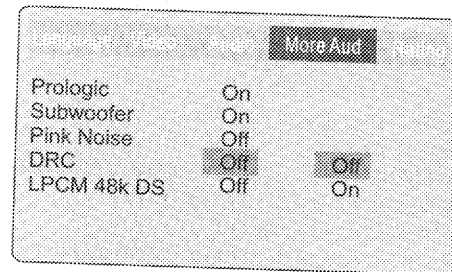 Language Video Audio More Aud Rating
Prologic On
Subwoofer On
Pink Noise Off
DRC Off Off
LPCM 48k DS Off On